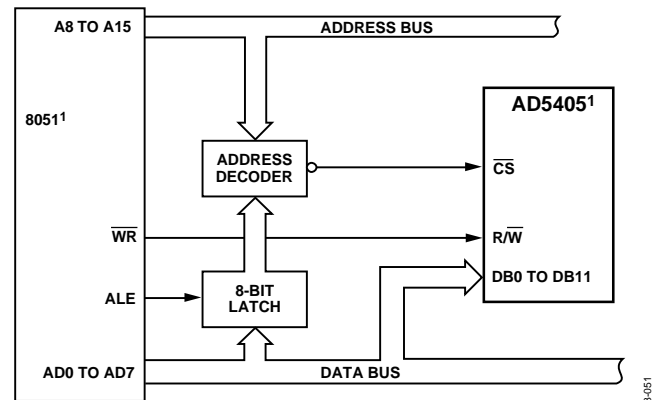 A8 TO A15
ADDRESS BUS
8051¹
AD5405¹
ADDRESS
DECODER
CS
WR
R/W
8-BIT
LATCH
DB0 TO DB11
ALE
AD0 TO AD7
DATA BUS
-051